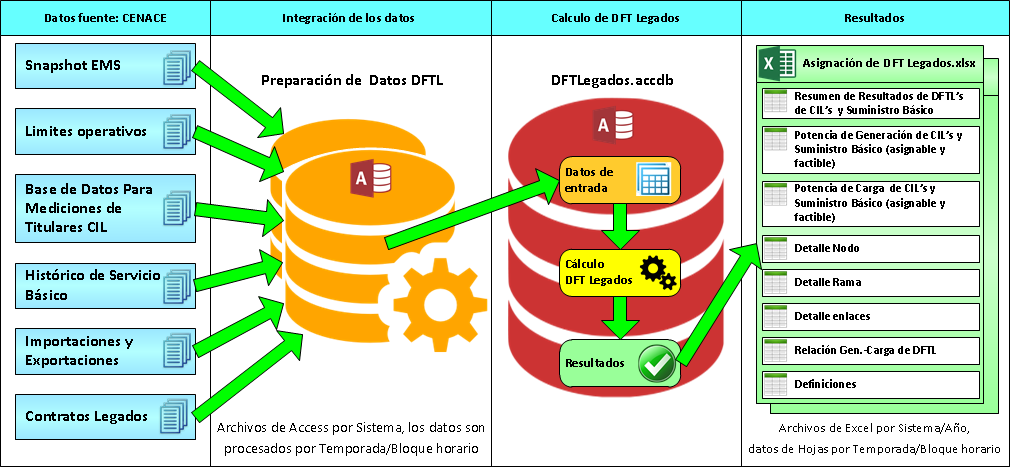 Datos fuente: CENACE
Integración de los datos
Calculo de DFT Legados
Resultados
Snapshot EMS
Limites operativos
Base de Datos Para
Mediciones de
Titulares CIL
Histórico de Servicio
Básico
Importaciones y
Exportaciones
Contratos Legados
Preparación de Datos DFTL
A
A
Archivos de Access por Sistema, los datos son
procesados por Temporada/Bloque horario
DFTLegados.accdb
A
Datos de
entrada
Cálculo
DFT Legados
Resultados
X
Asignación de DFT Legados.xlsx
Resumen de Resultados de DFTL's
de CIL's y Suministro Básico
Potencia de Generación de CIL's y
Suministro Básico (asignable y
factible)
Potencia de Carga de CIL's y
Suministro Básico (asignable y
factible)
Detalle Nodo
Detalle Rama
Detalle enlaces
Relación Gen.-Carga de DFTL
Definiciones
Archivos de Excel por Sistema/Año,
datos de Hojas por Temporada/Bloque horario